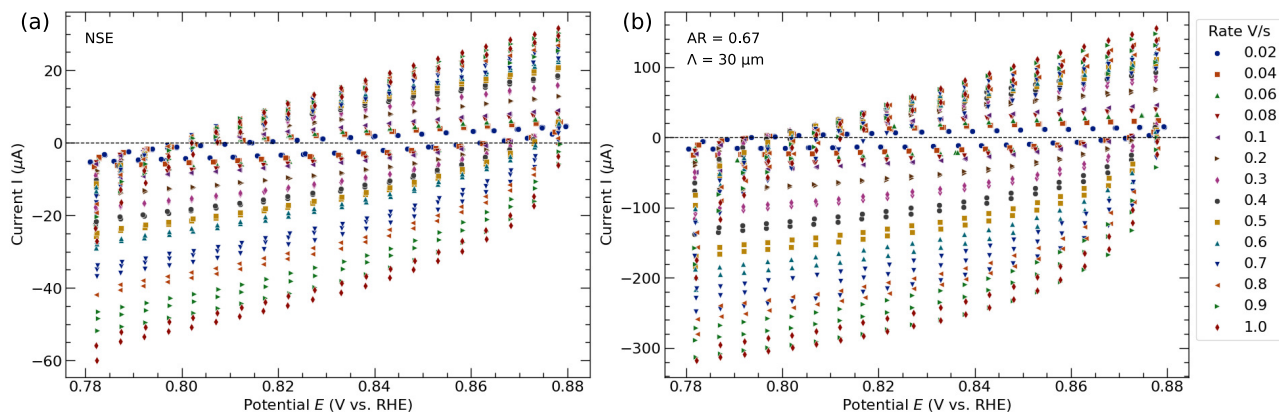 (a)
NSE
Current I (μA)
20
0
−20
−40
−60
0.78 0.80 0.82 0.84 0.86 0.88
Potential E (V vs. RHE)
(b)
AR = 0.67
Λ = 30 μm
Current I (μA)
100
0
−100
−200
−300
0.78 0.80 0.82 0.84 0.86 0.88
Potential E (V vs. RHE)
Rate V/s
0.02
0.04
0.06
0.08
0.1
0.2
0.3
0.4
0.5
0.6
0.7
0.8
0.9
1.0